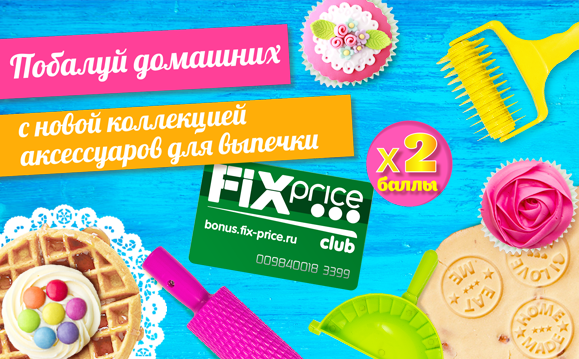 Побалуй домашних
с новой коллекцией
аксессуаров для выпечки
x2
баллы
FIX price
bonus.fix-price.ru
club
009840018 3399
I LOVE
EAT
ME
HOME
MADE